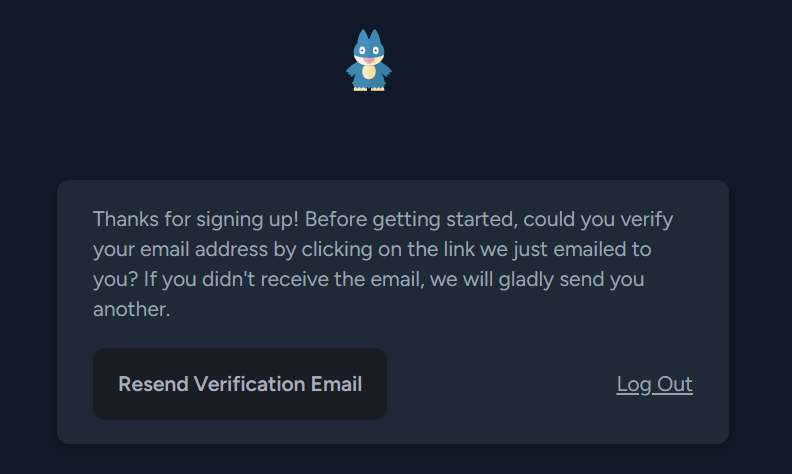 Thanks for signing up! Before getting started, could you verify
your email address by clicking on the link we just emailed to
you? If you didn't receive the email, we will gladly send you
another.
Resend Verification Email
Log Out